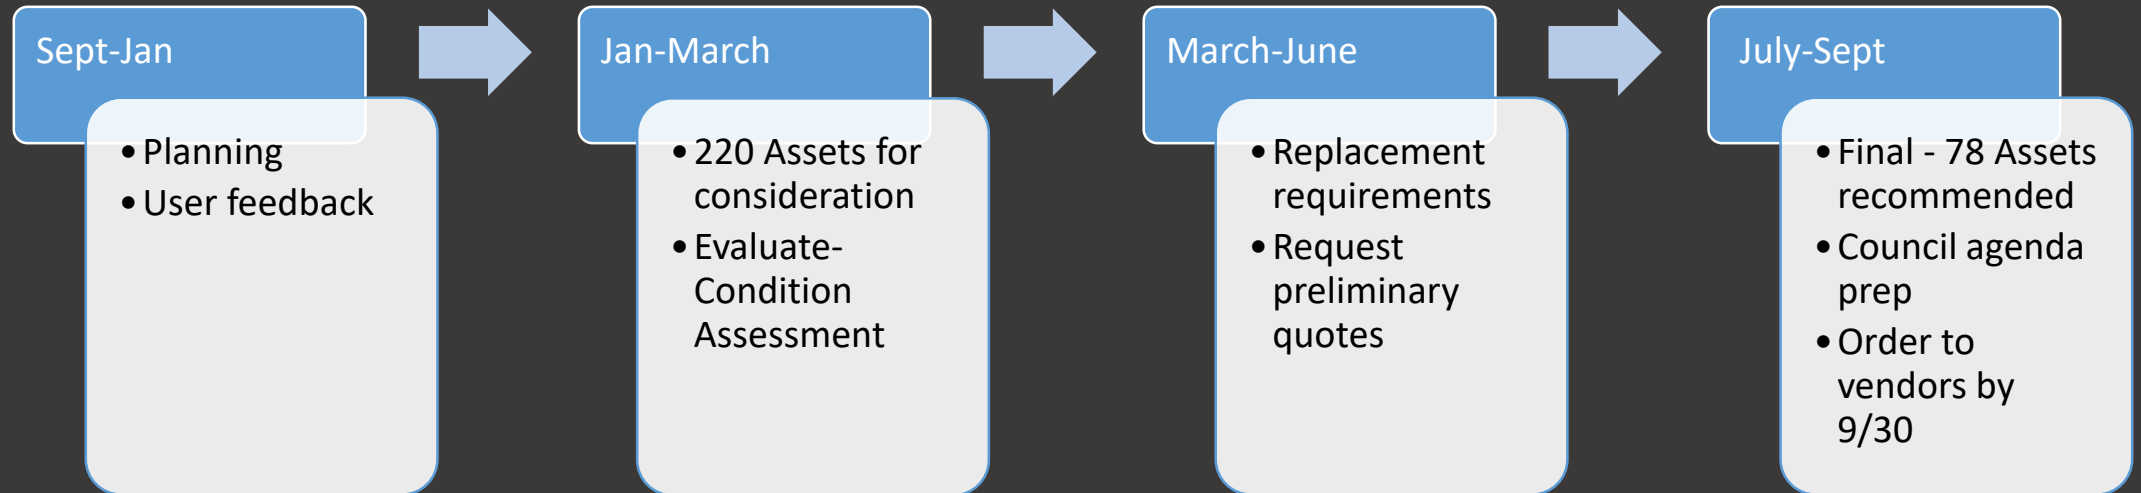 Sept-Jan
• Planning
• User feedback
Jan-March
• 220 Assets for
consideration
• Evaluate-
Condition
Assessment
March-June
• Replacement
requirements
• Request
preliminary
quotes
July-Sept
• Final - 78 Assets
recommended
• Council agenda
prep
• Order to
vendors by
9/30